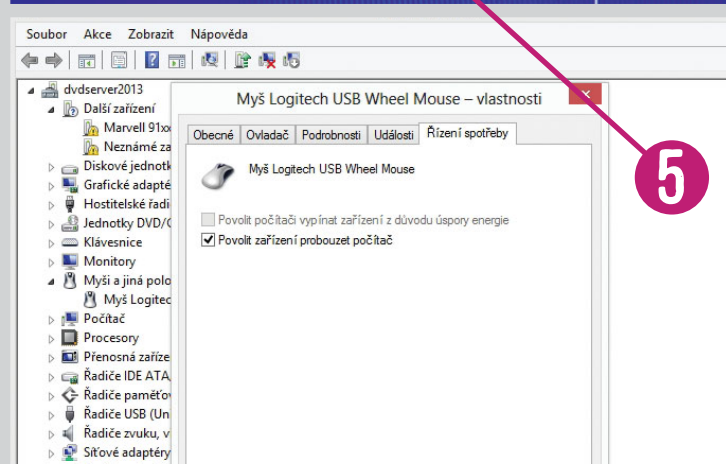 Soubor Akce Zobrazit Nápověda
dvdserver2013
Další zařízení
Marvell 91xx
Neznámé za
Diskové jednotk
Grafické adapté
Hostitelské řadi
Jednotky DVD/C
Klávesnice
Monitory
Myši a jiná polo
Myš Logitec
Počítač
Procesory
Přenosná zaříze
Řadiče IDE ATA
Řadiče paměťov
Řadiče USB (Un
Řadiče zvuku, v
Síťové adaptéry
Myš Logitech USB Wheel Mouse – vlastnosti
Obecné Ovladač Podrobnosti Události Řízení spotřeby
Myš Logitech USB Wheel Mouse
Povolit počítači vypínat zařízení z důvodu úspory energie
Povolit zařízení probouzet počítač
5